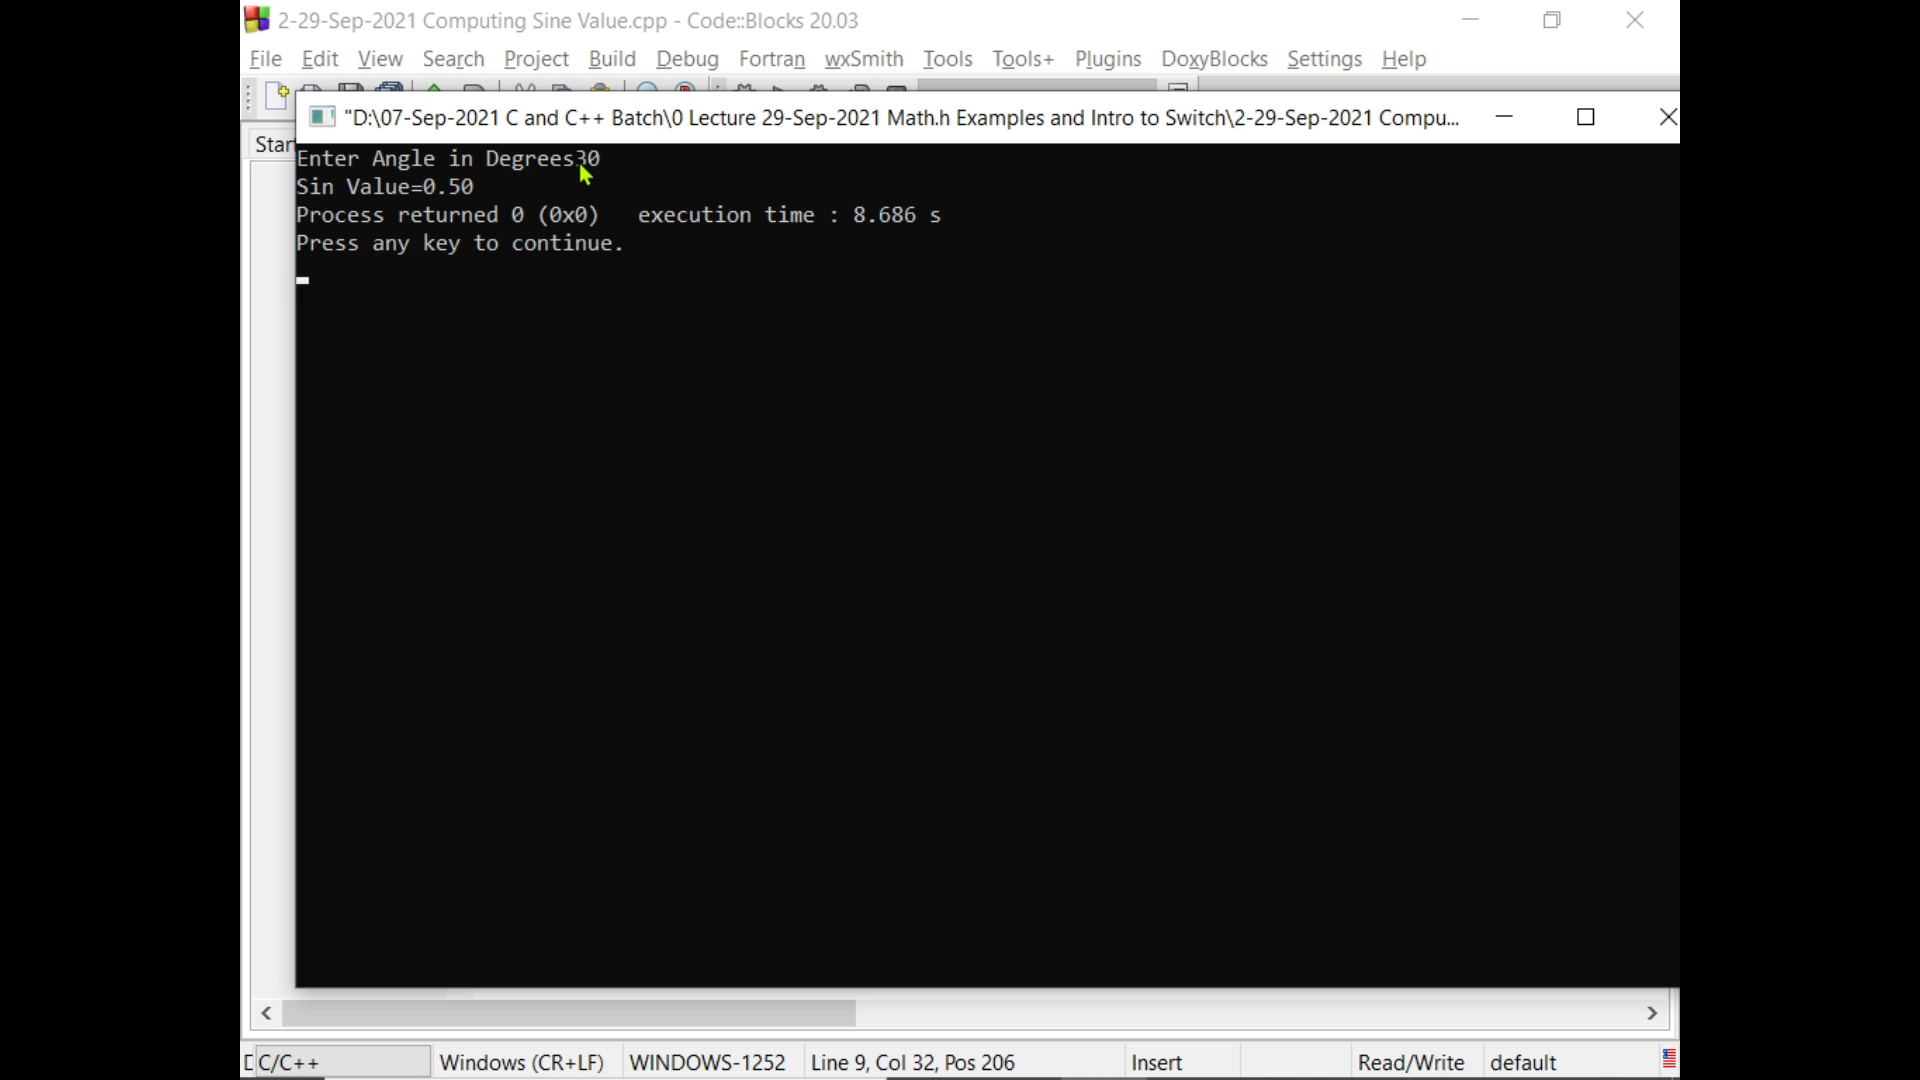 2-29-Sep-2021 Computing Sine Value.cpp - Code::Blocks 20.03
File Edit View Search Project Build Debug Fortran wxSmith Tools Tools+ Plugins DoxyBlocks Settings Help
"D:\07-Sep-2021 C and C++ Batch\0 Lecture 29-Sep-2021 Math.h Examples and Intro to Switch\2-29-Sep-2021 Compu...
Star
Enter Angle in Degrees30
Sin Value=0.50
Process returned 0 (0x0)   execution time : 8.686 s
Press any key to continue.
C/C++ Windows (CR+LF) WINDOWS-1252 Line 9, Col 32, Pos 206 Insert Read/Write default